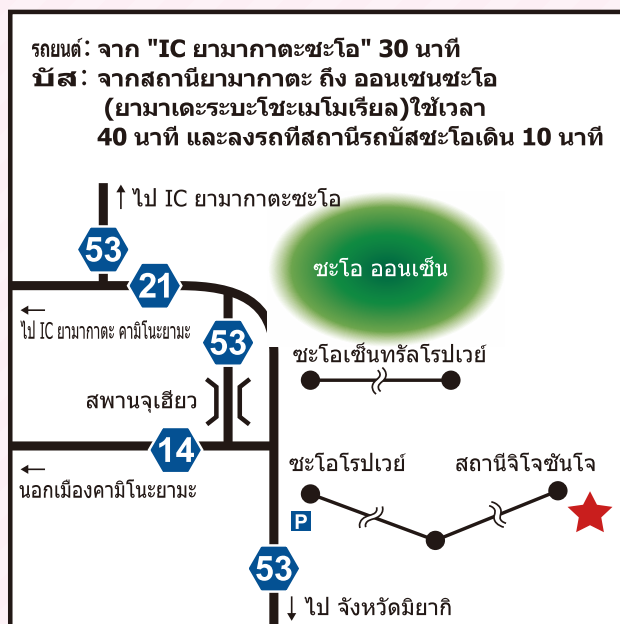 รถยนต์: จาก "IC ยามากาตะซะโอ" 30 นาที
บัส: จากสถานียามากาตะ ถึง ออนเซนซะโอ
(ยามาเดะระบะโชะเมโมเรียล)ใช้เวลา
40 นาที และลงรถทีสถานีรถบัสซะโอเดิน 10 นาที
↑ ไป IC ยามากาตะซะโอ
53
ซะโอ ออนเซ็น
21
←
ไป IC ยามากาตะ คามิโนะยามะ
53
ซะโอเซ็นทรัลโรปเวย์
สพานจุเฮียว
14
ซะโอโรปเวย์
สถานีจิโจซันโจ
←
นอกเมืองคามิโนะยามะ
P
53
↓ ไป จังหวัดมิยากิ